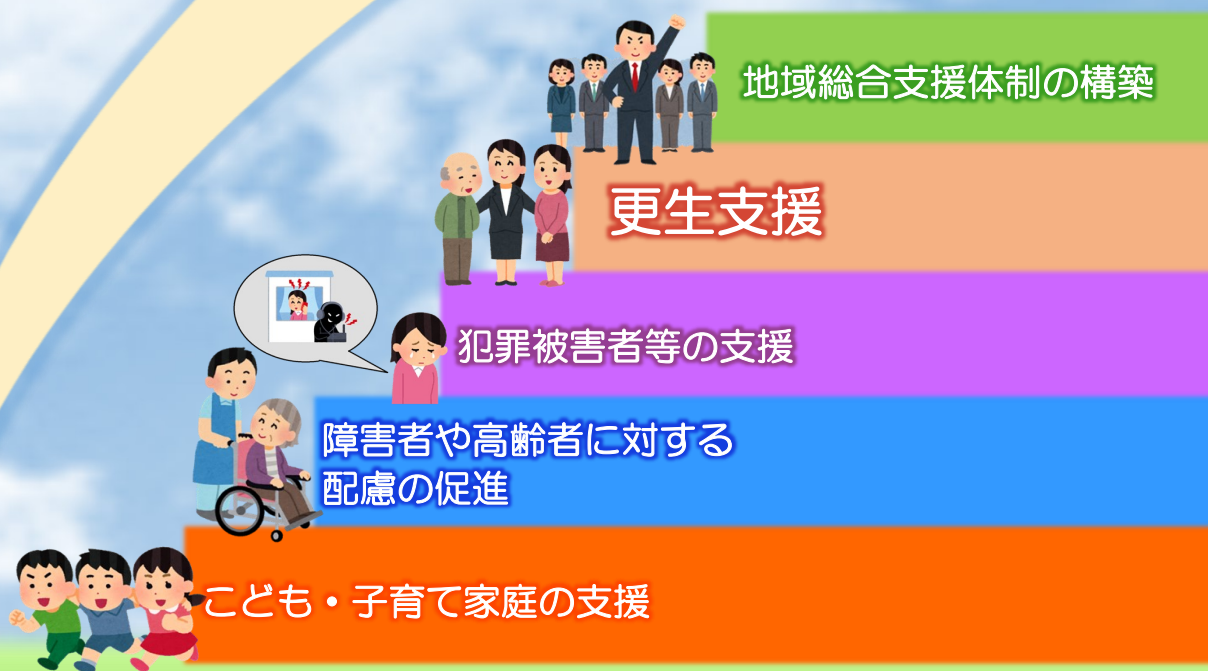 地域総合支援体制の構築
更生支援
犯罪被害者等の支援
障害者や高齢者に対する
配慮の促進
こども・子育て家庭の支援